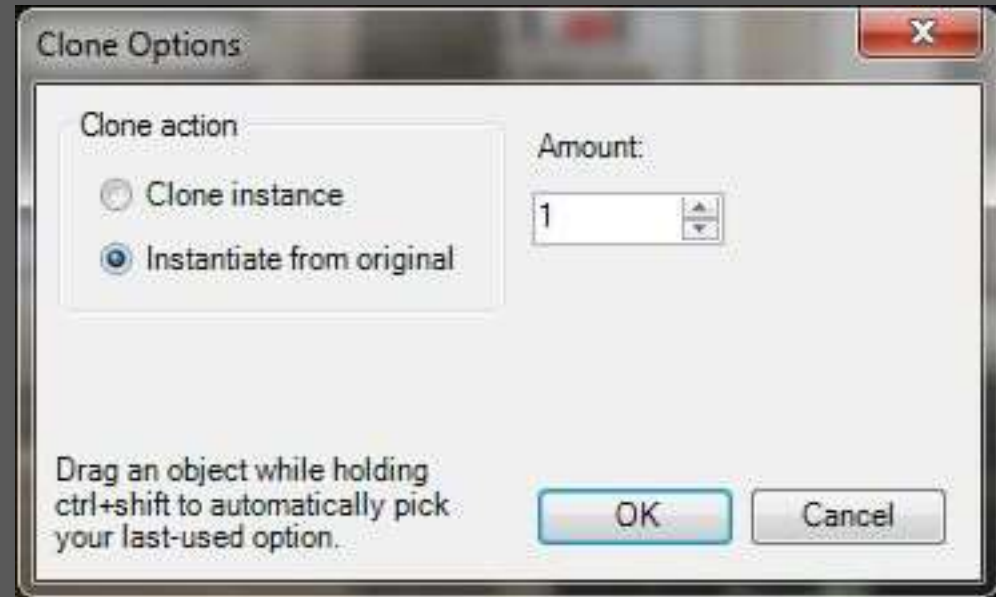 Clone Options
Clone action
Clone instance
Instantiate from original
Amount:
1
Drag an object while holding
ctrl+shift to automatically pick
your last-used option.
OK
Cancel